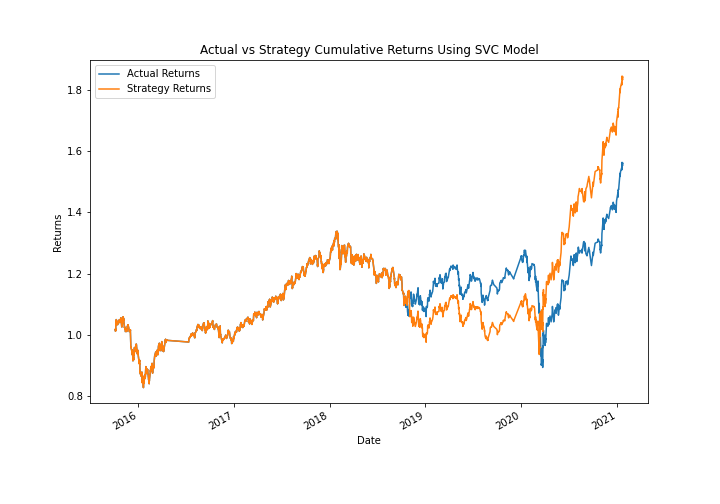 Actual vs Strategy Cumulative Returns Using SVC Model
Actual Returns
Strategy Returns
Returns
1.8
1.6
1.4
1.2
1.0
0.8
2016
2017
2018
2019
2020
2021
Date